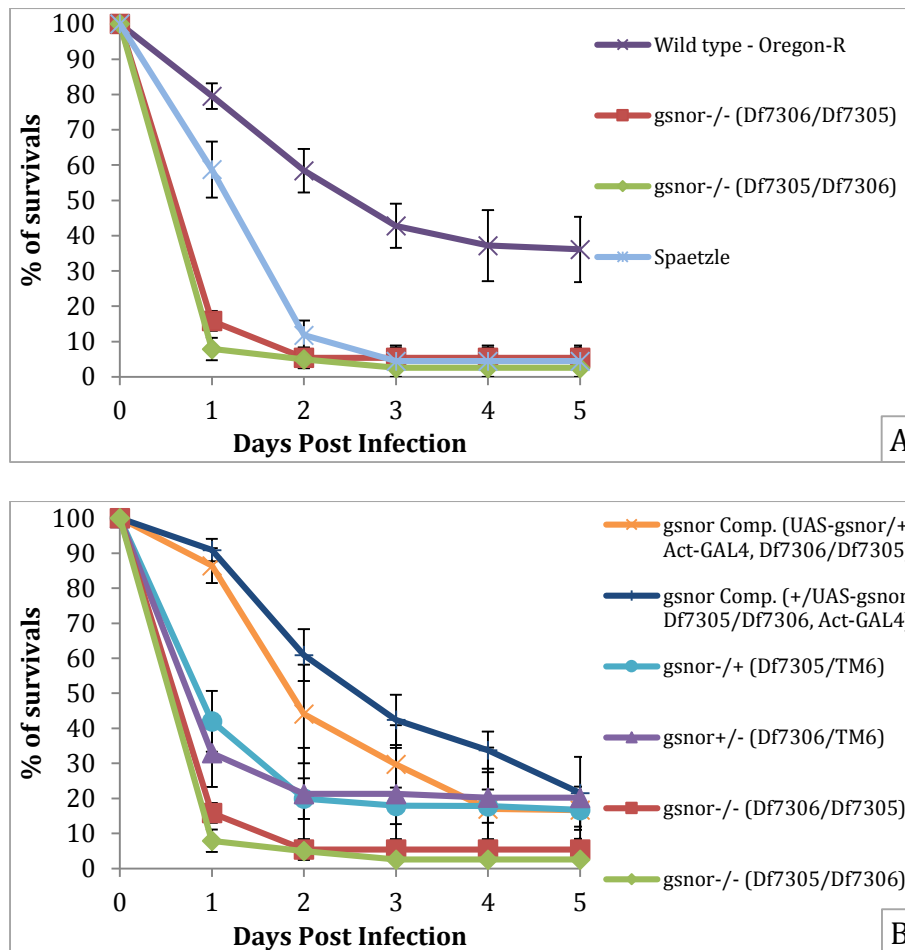 100
90
80
70
60
50
40
30
20
10
0
% of survivals
0 1 2 3 4 5
Days Post Infection
Wild type - Oregon-R
gsnor-/- (Df7306/Df7305)
gsnor-/- (Df7305/Df7306)
Spaetzle
A
100
90
80
70
60
50
40
30
20
10
0
% of survivals
0 1 2 3 4 5
Days Post Infection
gsnor Comp. (UAS-gsnor/+
Act-GAL4, Df7306/Df7305
gsnor Comp. (+/UAS-gsnor
Df7305/Df7306, Act-GAL4
gsnor-/+ (Df7305/TM6)
gsnor+/- (Df7306/TM6)
gsnor-/- (Df7306/Df7305)
gsnor-/- (Df7305/Df7306)
B